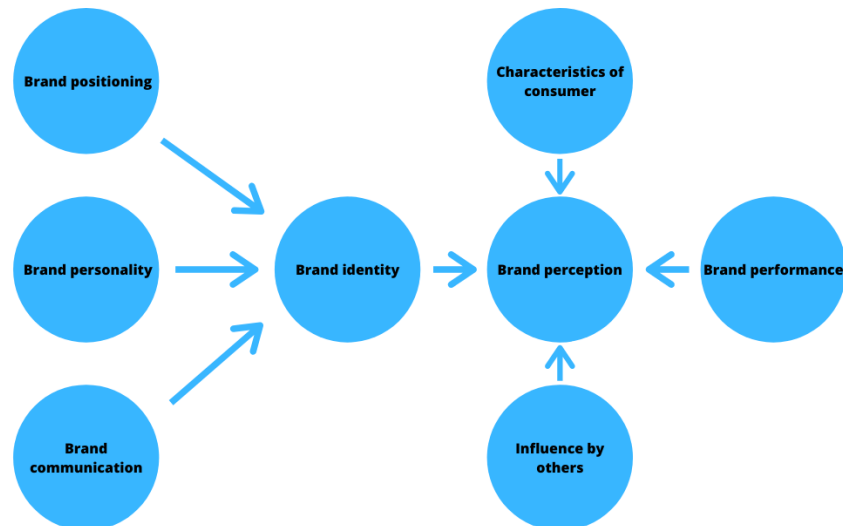 Brand positioning
Characteristics of
consumer
Brand personality
Brand identity
Brand perception
Brand performance
Brand
communication
Influence by
others